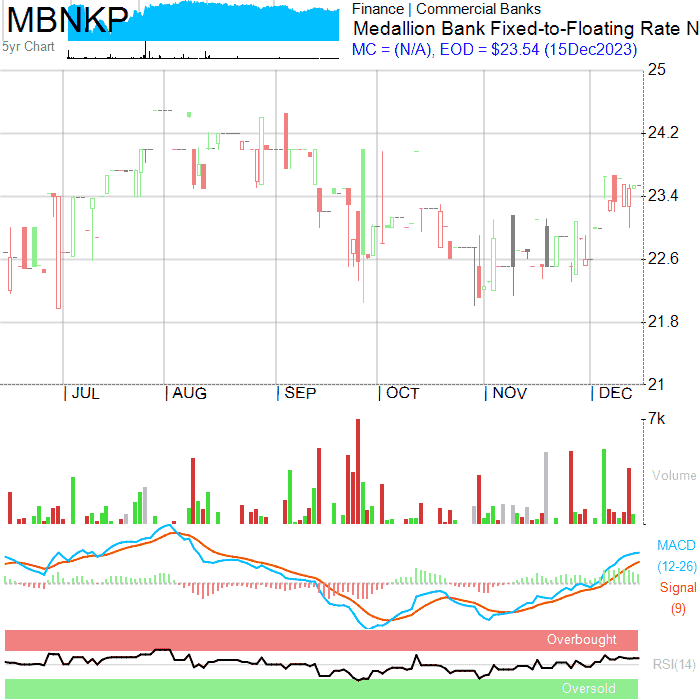 MBNKP
5yr Chart
Finance | Commercial Banks
Medallion Bank Fixed-to-Floating Rate N
MC = (N/A), EOD = $23.54 (15Dec2023)
25
24.2
23.4
22.6
21.8
21
JUL AUG SEP OCT NOV DEC
7k
Volume
MACD
(12-26)
Signal
(9)
Overbought
RSI(14)
Oversold